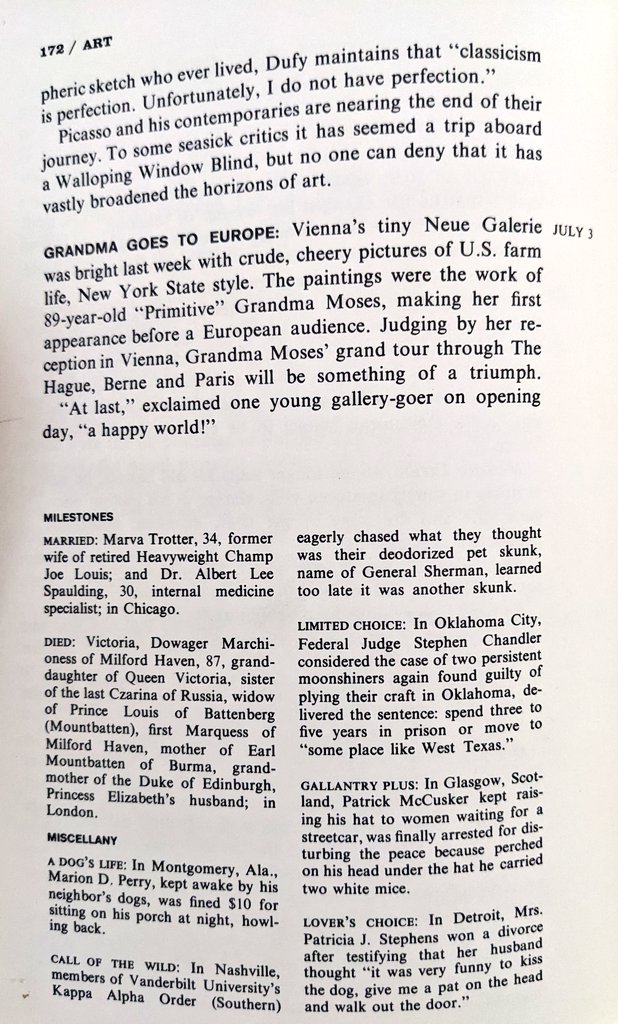 172 / ART
pheric sketch who ever lived, Dufy maintains that “classicism
is perfection. Unfortunately, I do not have perfection.”
Picasso and his contemporaries are nearing the end of their
journey. To some seasick critics it has seemed a trip aboard
a Walloping Window Blind, but no one can deny that it has
vastly broadened the horizons of art.
GRANDMA GOES TO EUROPE: Vienna’s tiny Neue Galerie JULY 3
was bright last week with crude, cheery pictures of U.S. farm
life, New York State style. The paintings were the work of
89-year-old “Primitive” Grandma Moses, making her first
appearance before a European audience. Judging by her re-
ception in Vienna, Grandma Moses’ grand tour through The
Hague, Berne and Paris will be something of a triumph.
“At last,” exclaimed one young gallery-goer on opening
day, “a happy world!”
MILESTONES
MARRIED: Marva Trotter, 34, former
wife of retired Heavyweight Champ
Joe Louis; and Dr. Albert Lee
Spaulding, 30, internal medicine
specialist; in Chicago.
DIED: Victoria, Dowager Marchi-
oness of Milford Haven, 87, grand-
daughter of Queen Victoria, sister
of the last Czarina of Russia, widow
of Prince Louis of Battenberg
(Mountbatten), first Marquess of
Milford Haven, mother of Earl
Mountbatten of Burma, grand-
mother of the Duke of Edinburgh,
Princess Elizabeth’s husband; in
London.
MISCELLANY
A DOG’S LIFE: In Montgomery, Ala.,
Marion D. Perry, kept awake by his
neighbor’s dogs, was fined $10 for
sitting on his porch at night, howl-
ing back.
CALL OF THE WILD: In Nashville,
members of Vanderbilt University’s
Kappa Alpha Order (Southern)
eagerly chased what they thought
was their deodorized pet skunk,
name of General Sherman, learned
too late it was another skunk.
LIMITED CHOICE: In Oklahoma City,
Federal Judge Stephen Chandler
considered the case of two persistent
moonshiners again found guilty of
plying their craft in Oklahoma, de-
livered the sentence: spend three to
five years in prison or move to
“some place like West Texas.”
GALLANTRY PLUS: In Glasgow, Scot-
land, Patrick McCusker kept rais-
ing his hat to women waiting for a
streetcar, was finally arrested for dis-
turbing the peace because perched
on his head under the hat he carried
two white mice.
LOVER’S CHOICE: In Detroit, Mrs.
Patricia J. Stephens won a divorce
after testifying that her husband
thought “it was very funny to kiss
the dog, give me a pat on the head
and walk out the door.”